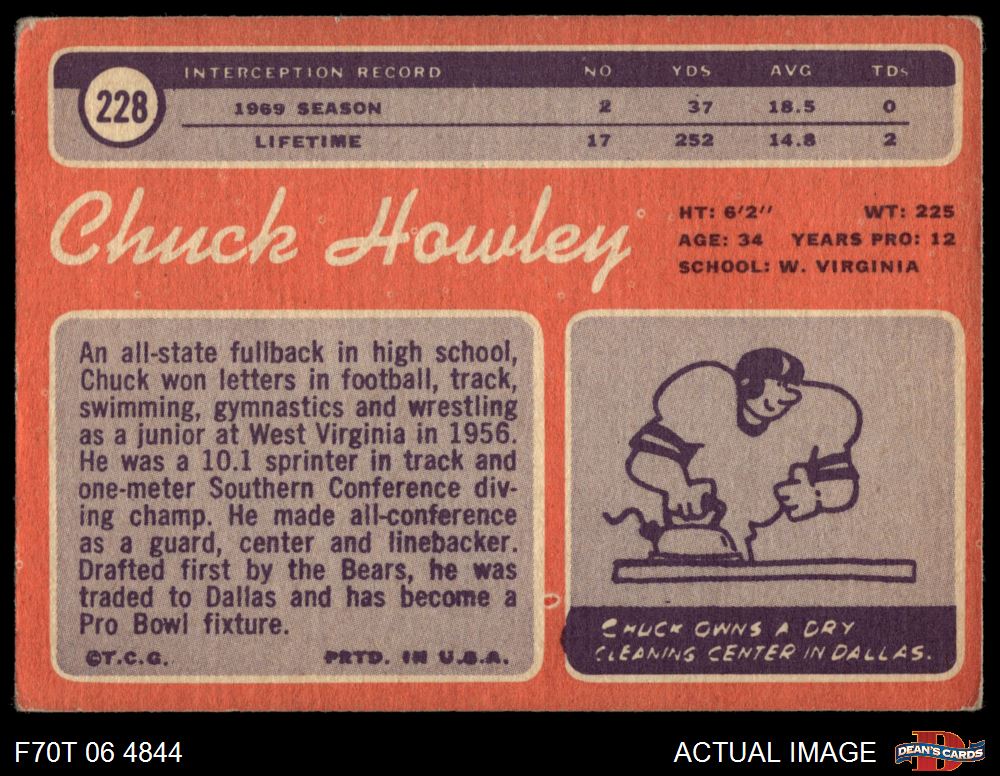 228
INTERCEPTION RECORD NO YDS AVG TDs
1969 SEASON 2 37 18.5 0
LIFETIME 17 252 14.8 2
Chuck Howley
HT: 6'2" WT: 225
AGE: 34 YEARS PRO: 12
SCHOOL: W. VIRGINIA
An all-state fullback in high school,
Chuck won letters in football, track,
swimming, gymnastics and wrestling
as a junior at West Virginia in 1956.
He was a 10.1 sprinter in track and
one-meter Southern Conference div-
ing champ. He made all-conference
as a guard, center and linebacker.
Drafted first by the Bears, he was
traded to Dallas and has become a
Pro Bowl fixture.
©T.C.G. PRTD. IN U.S.A.
CHUCK OWNS A DRY
CLEANING CENTER IN DALLAS.
F70T 06 4844
ACTUAL IMAGE
D
DEAN'S CARDS